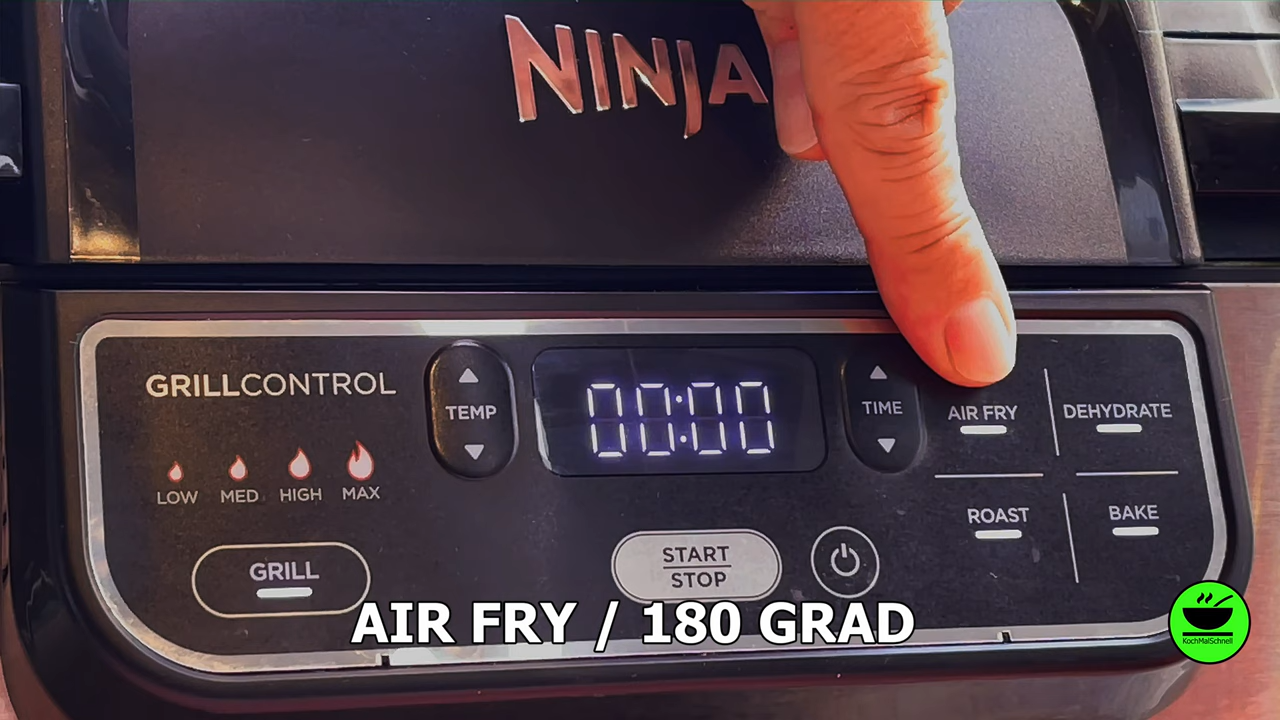 NINJA
GRILLCONTROL
TEMP
00:00
TIME
AIR FRY
DEHYDRATE
LOW
MED
HIGH
MAX
ROAST
BAKE
GRILL
START
STOP
AIR FRY / 180 GRAD
KochMalSchnell